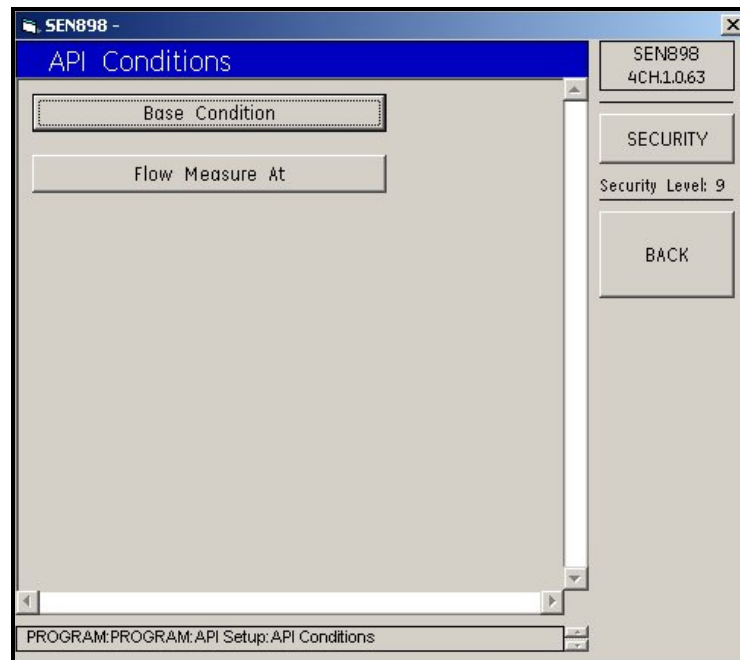 SEN898 -
API Conditions
Base Condition
Flow Measure At
SEN898
4CH.1.0.63
SECURITY
Security Level: 9
BACK
PROGRAM:PROGRAM:API Setup:API Conditions